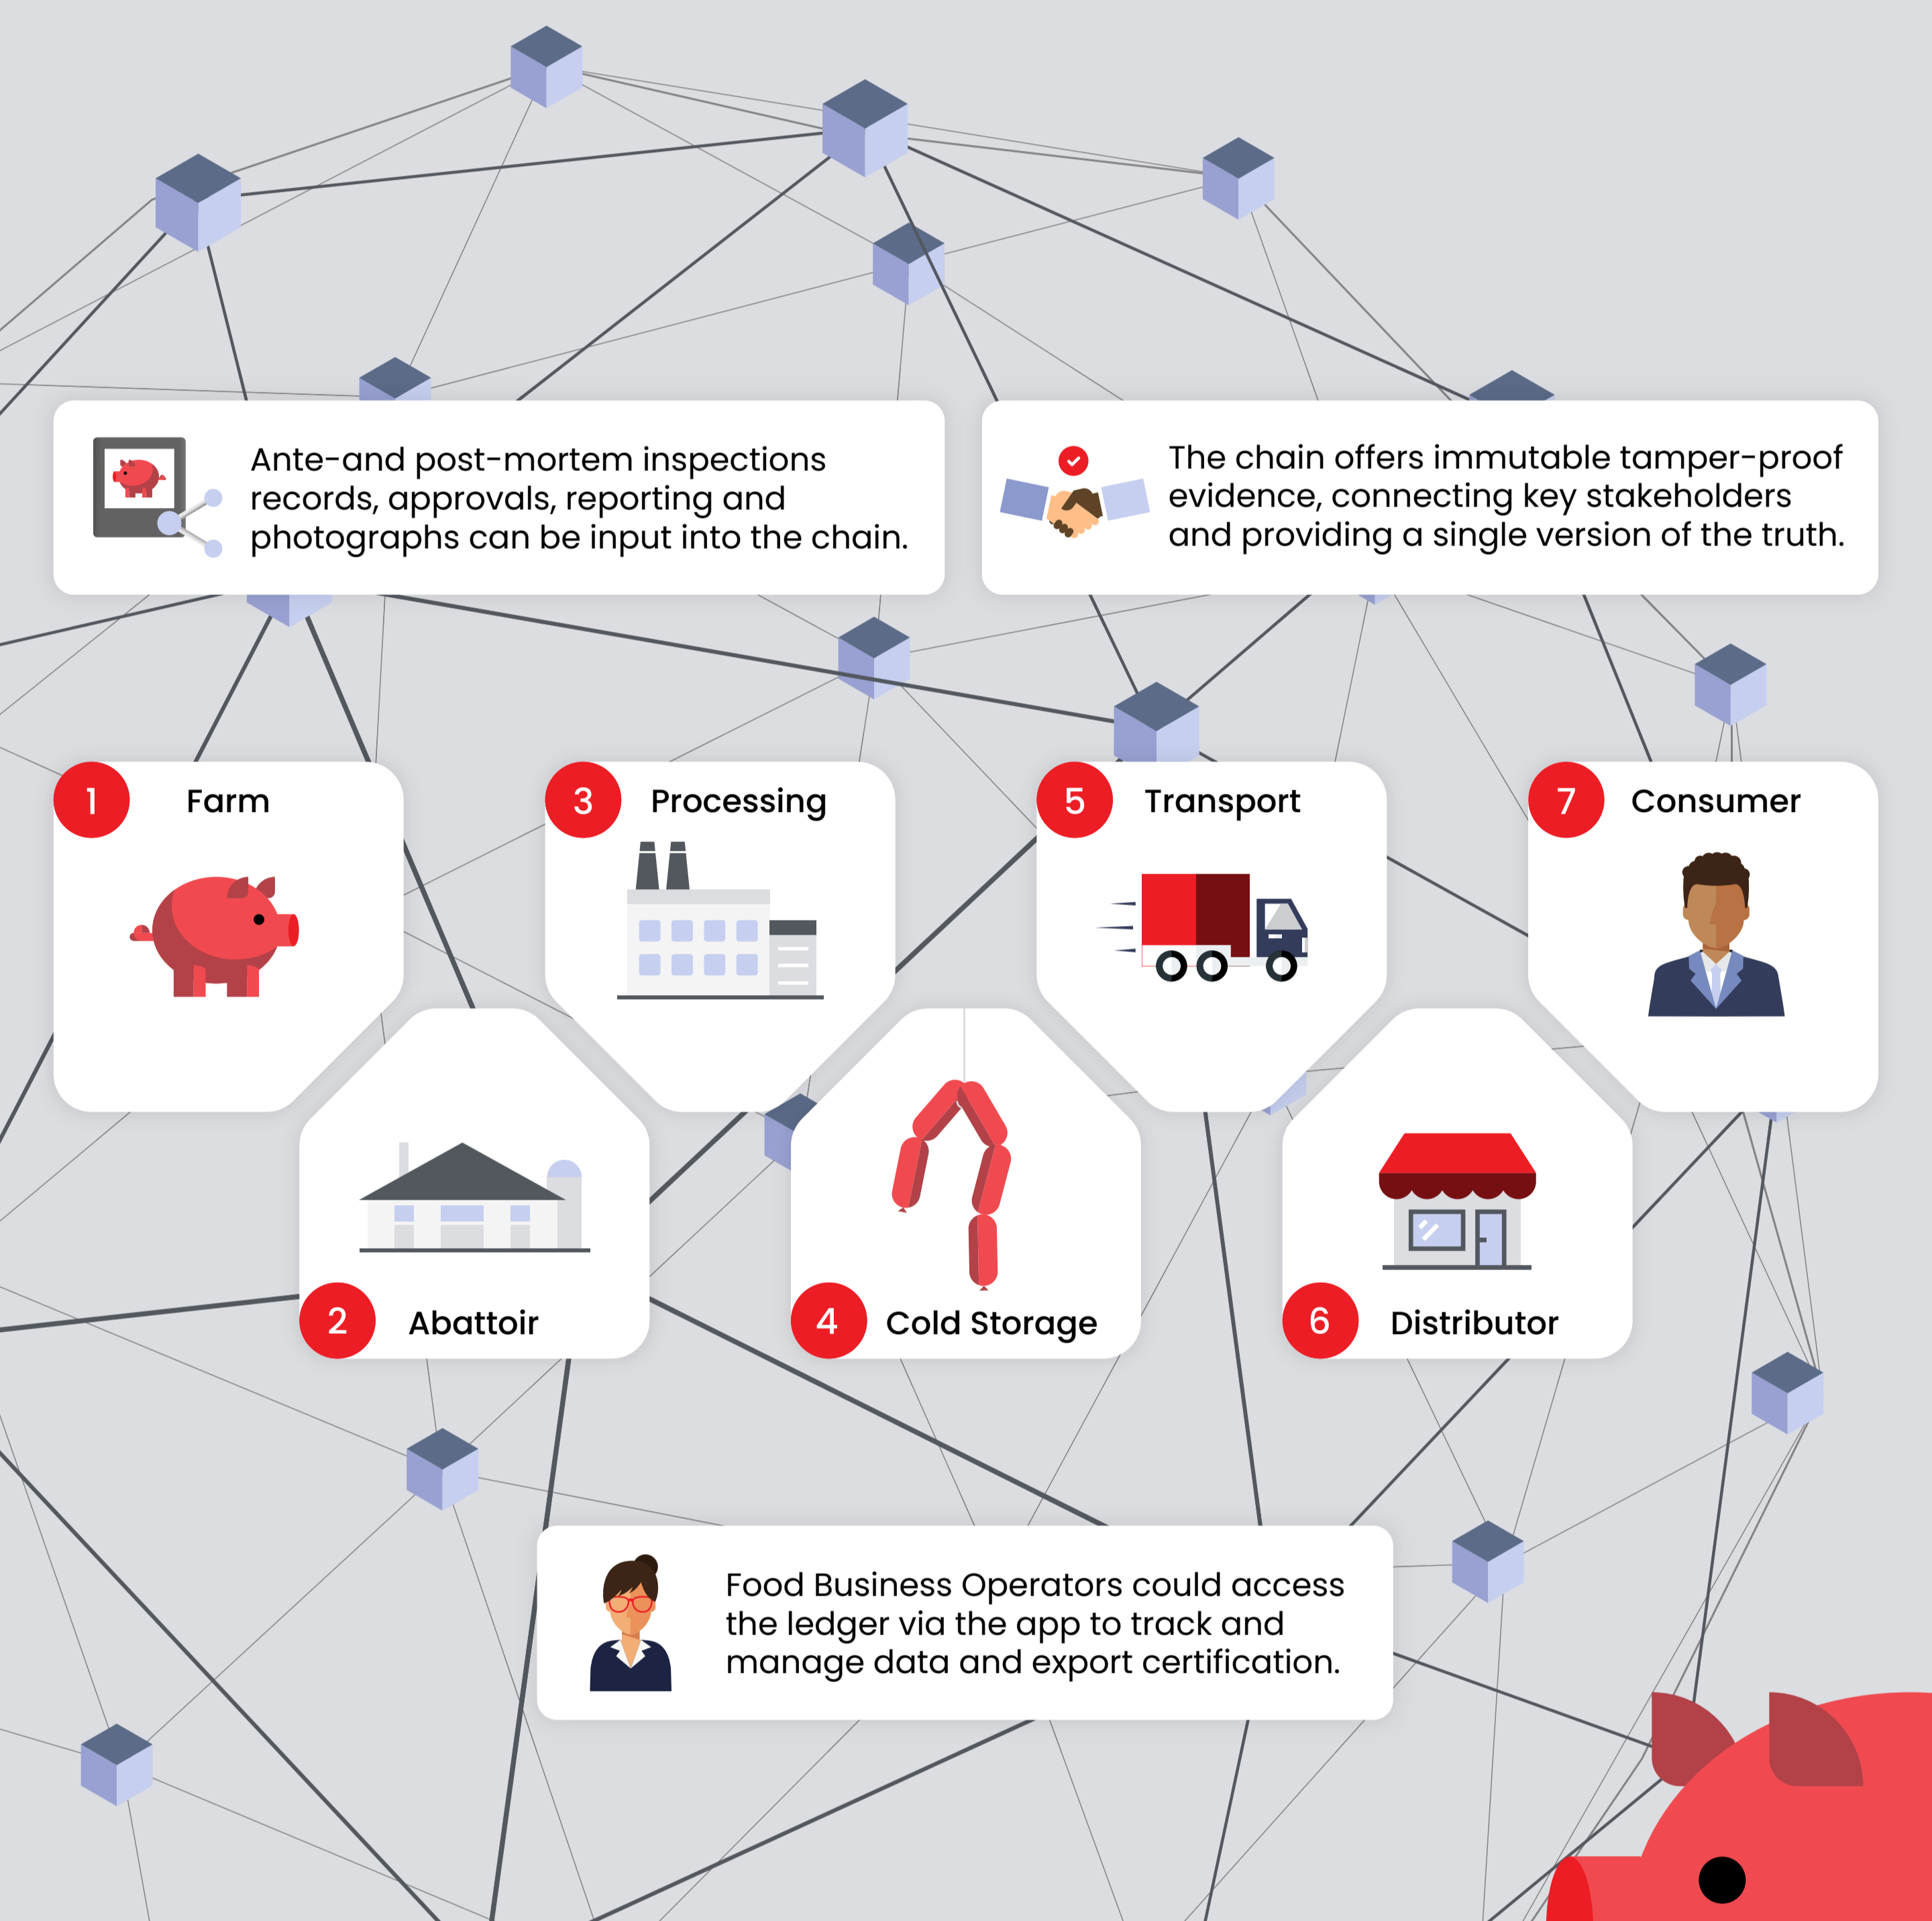 Ante-and post-mortem inspections
records, approvals, reporting and
photographs can be input into the chain.
The chain offers immutable tamper-proof
evidence, connecting key stakeholders
and providing a single version of the truth.
1 Farm
2 Abattoir
3 Processing
4 Cold Storage
5 Transport
6 Distributor
7 Consumer
Food Business Operators could access
the ledger via the app to track and
manage data and export certification.